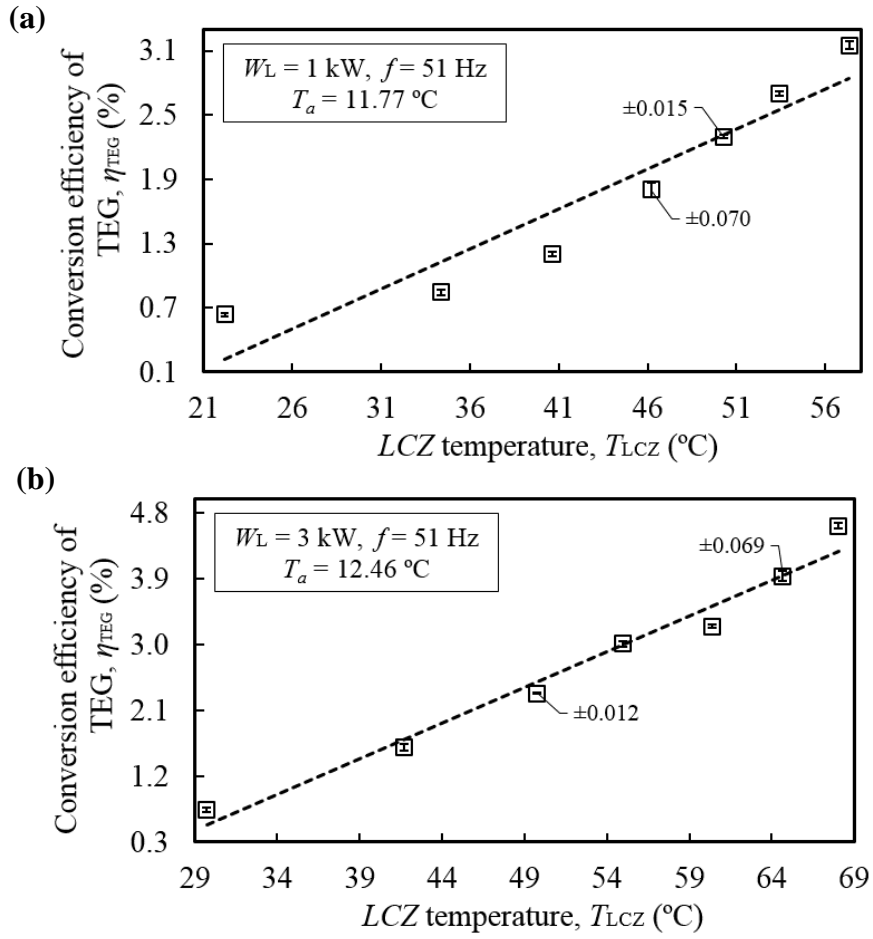 (a)
Conversion efficiency of
TEG, ηTEG (%)
3.1
2.5
1.9
1.3
0.7
0.1
WL = 1 kW, f = 51 Hz
Ta = 11.77 ºC
±0.015
±0.070
21 26 31 36 41 46 51 56
LCZ temperature, TLCZ (ºC)
(b)
Conversion efficiency of
TEG, ηTEG (%)
4.8
3.9
3.0
2.1
1.2
0.3
WL = 3 kW, f = 51 Hz
Ta = 12.46 ºC
±0.069
±0.012
29 34 39 44 49 54 59 64 69
LCZ temperature, TLCZ (ºC)